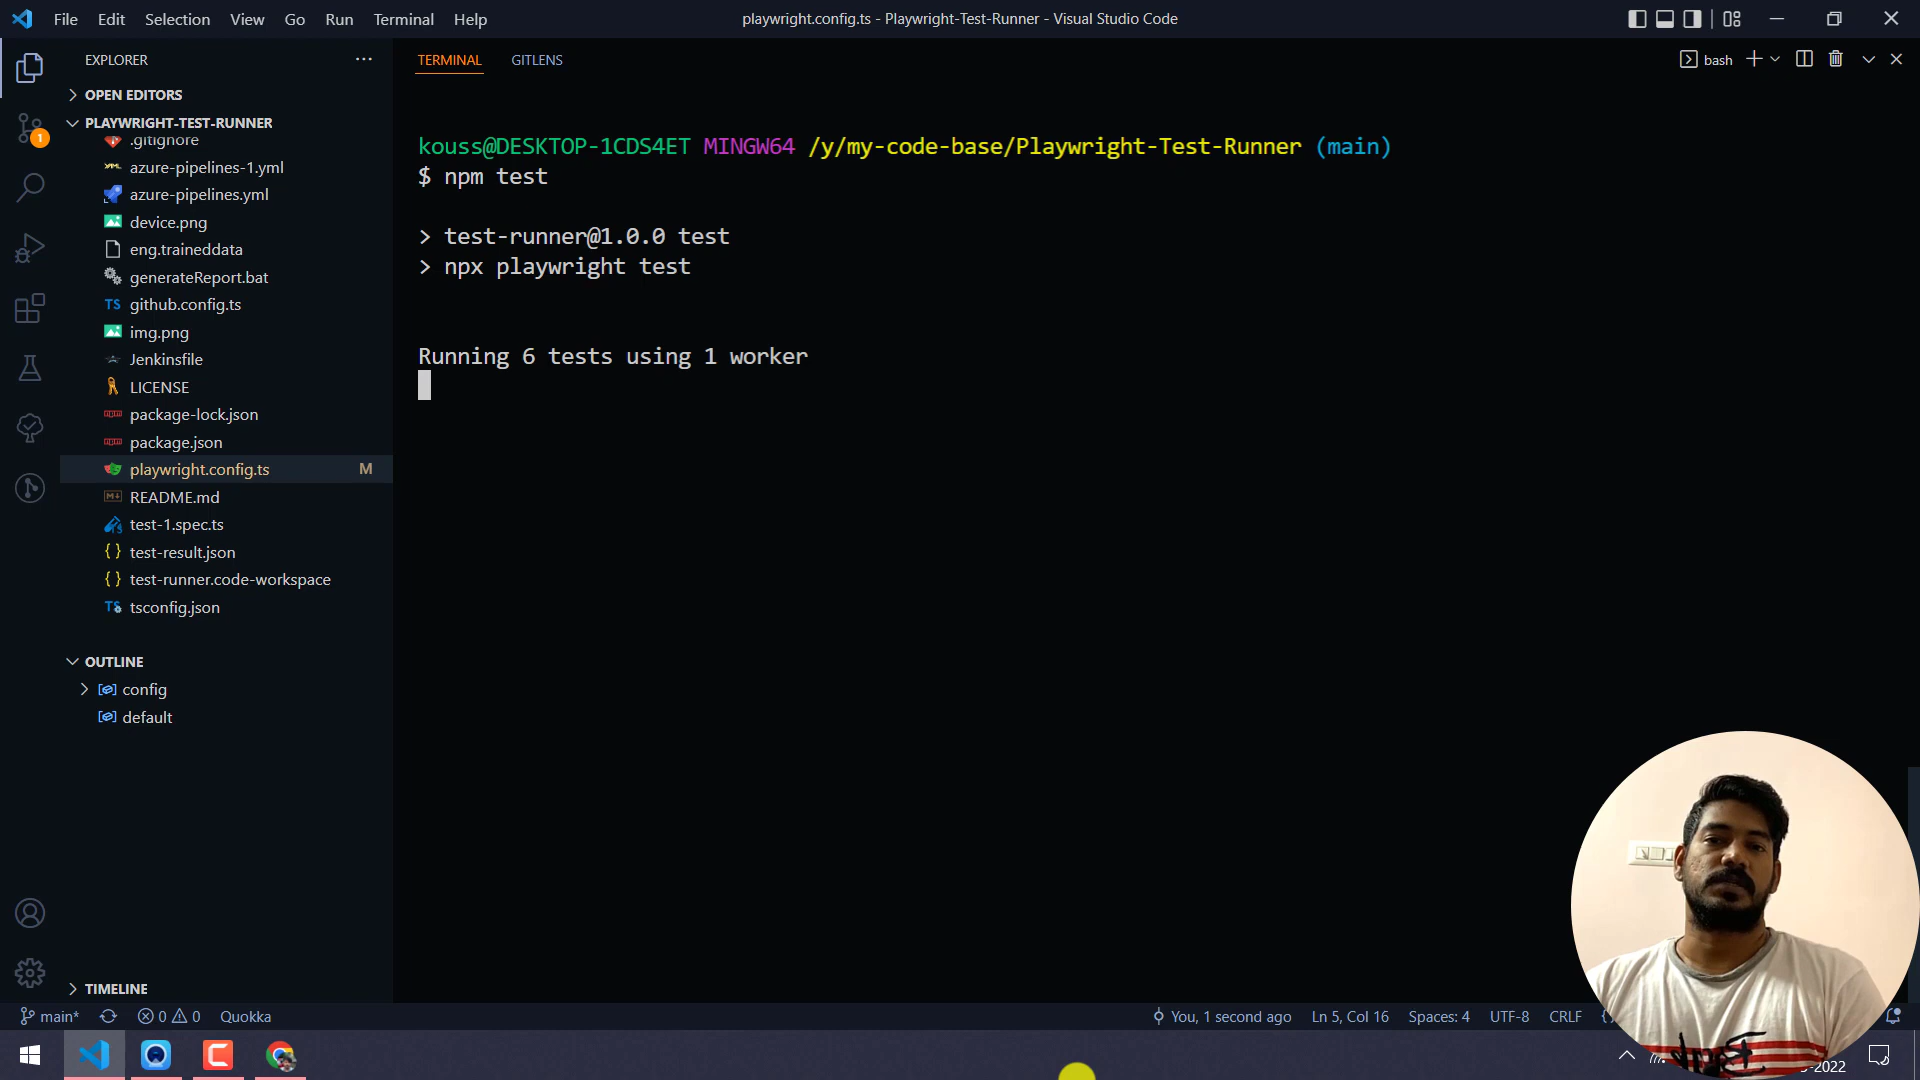 File Edit Selection View Go Run Terminal Help
playwright.config.ts - Playwright-Test-Runner - Visual Studio Code
EXPLORER
OPEN EDITORS
PLAYWRIGHT-TEST-RUNNER
.gitignore
azure-pipelines-1.yml
azure-pipelines.yml
device.png
eng.traineddata
generateReport.bat
github.config.ts
img.png
Jenkinsfile
LICENSE
package-lock.json
package.json
playwright.config.ts M
README.md
test-1.spec.ts
test-result.json
test-runner.code-workspace
tsconfig.json
OUTLINE
config
default
TIMELINE
TERMINAL GITLENS
bash
kouss@DESKTOP-1CDS4ET MINGW64 /y/my-code-base/Playwright-Test-Runner (main)
$ npm test
> test-runner@1.0.0 test
> npx playwright test
Running 6 tests using 1 worker
main* 0 0 Quokka
You, 1 second ago Ln 5, Col 16 Spaces: 4 UTF-8 CRLF
-2022